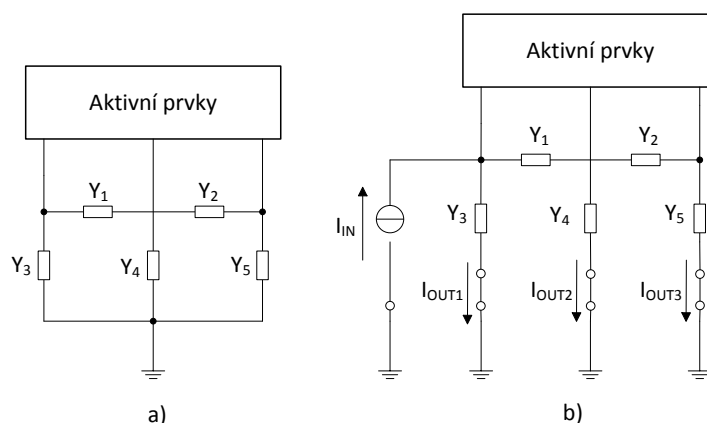 Aktivní prvky
Y1 Y2
Y3 Y4 Y5
a)
Aktivní prvky
Y1 Y2
Y3 Y4 Y5
IIN
IOUT1 IOUT2 IOUT3
b)